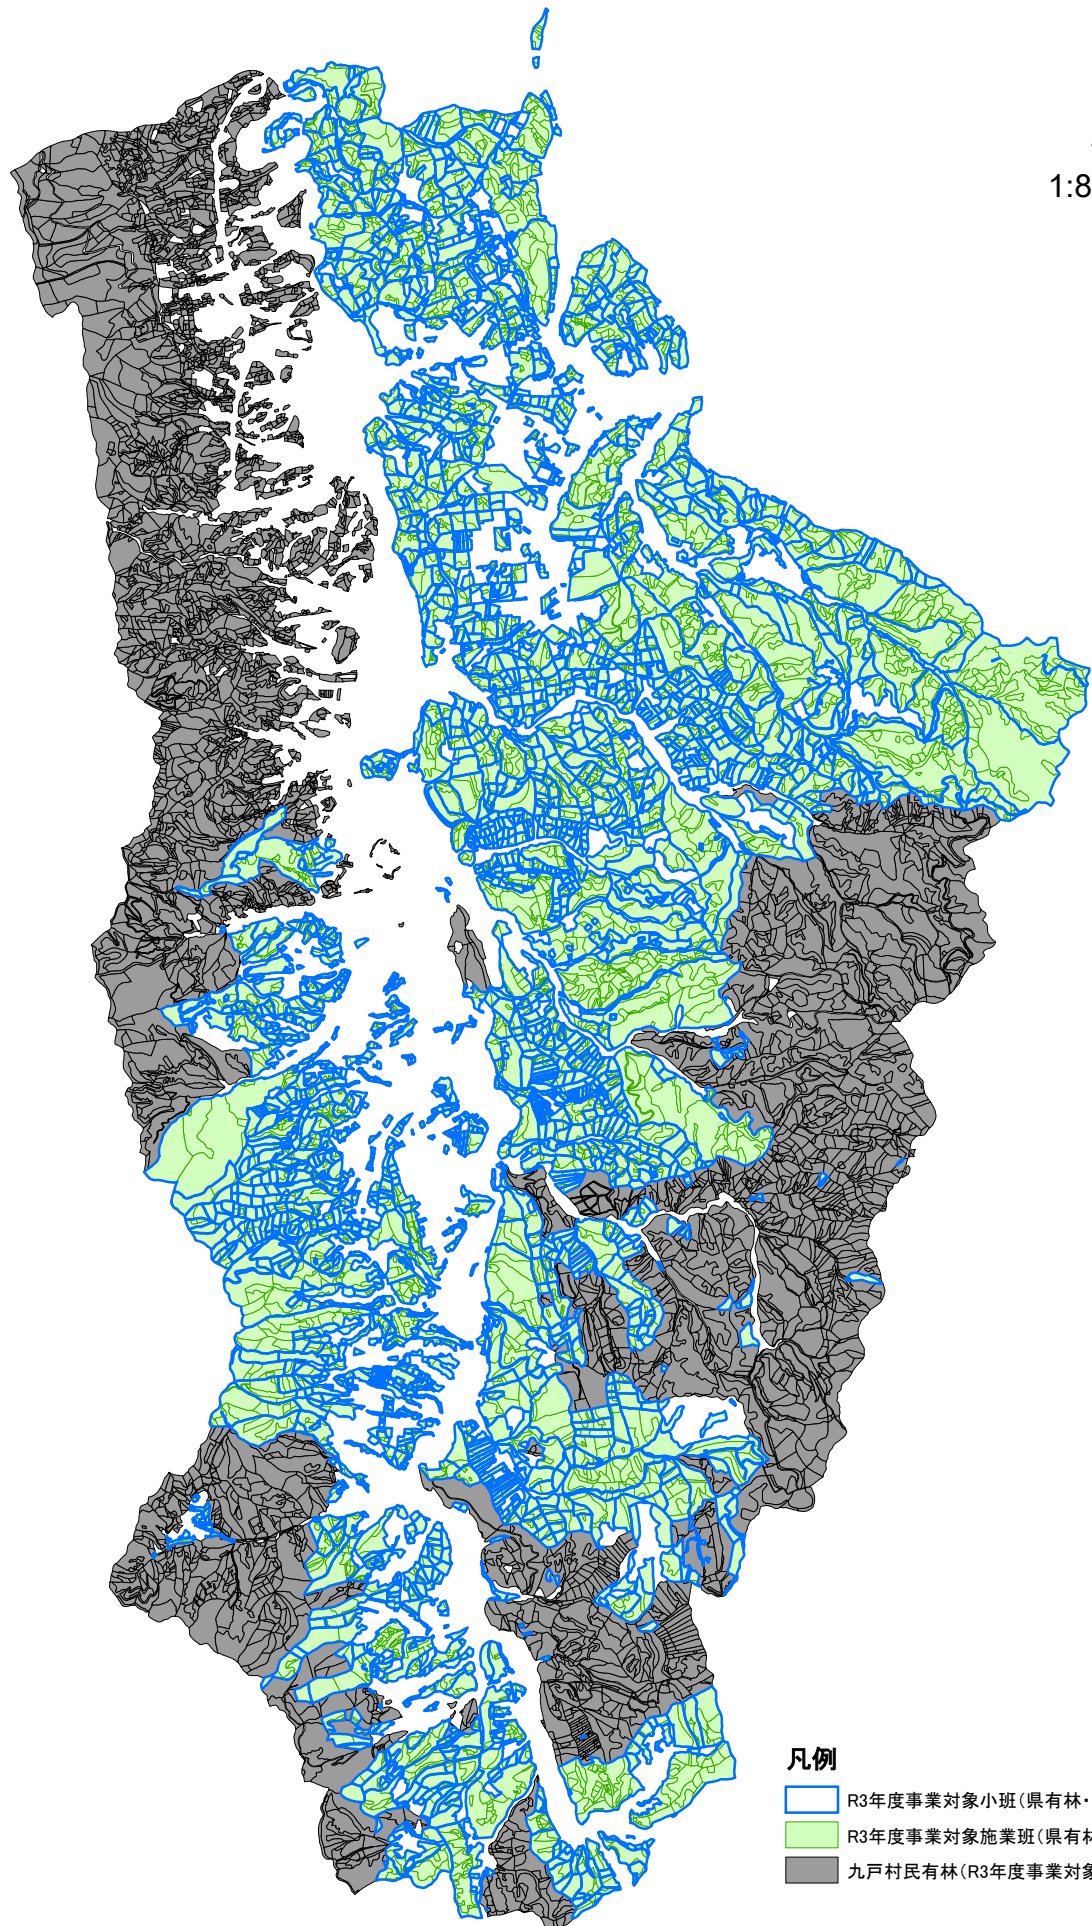 1:8
凡例
R3年度事業対象小班(県有林・
R3年度事業対象施業班(県有林
九戸村民有林(R3年度事業対象